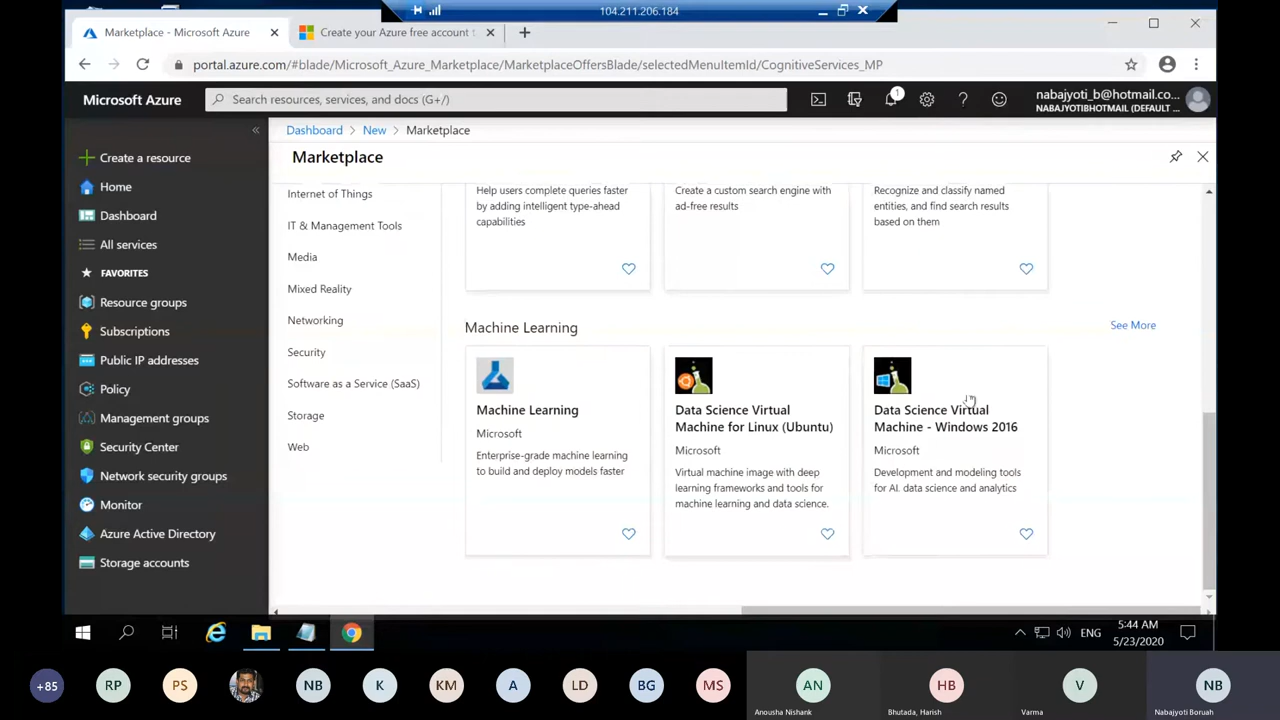 104.211.206.184
Marketplace - Microsoft Azure
Create your Azure free account t
portal.azure.com/#blade/Microsoft_Azure_Marketplace/MarketplaceOffersBlade/selectedMenuItemId/CognitiveServices_MP
Microsoft Azure
Search resources, services, and docs (G+/)
1
nabajyoti_b@hotmail.co...
NABAJYOTIBHOTMAIL (DEFAULT ...
Dashboard > New > Marketplace
Marketplace
Create a resource
Home
Dashboard
All services
FAVORITES
Resource groups
Subscriptions
Public IP addresses
Policy
Management groups
Security Center
Network security groups
Monitor
Azure Active Directory
Storage accounts
Internet of Things
IT & Management Tools
Media
Mixed Reality
Networking
Security
Software as a Service (SaaS)
Storage
Web
Help users complete queries faster
by adding intelligent type-ahead
capabilities
Create a custom search engine with
ad-free results
Recognize and classify named
entities, and find search results
based on them
Machine Learning
See More
Machine Learning
Microsoft
Enterprise-grade machine learning
to build and deploy models faster
Data Science Virtual
Machine for Linux (Ubuntu)
Microsoft
Virtual machine image with deep
learning frameworks and tools for
machine learning and data science.
Data Science Virtual
Machine - Windows 2016
Microsoft
Development and modeling tools
for AI. data science and analytics
ENG
5:44 AM
5/23/2020
+85
RP
PS
NB
K
KM
A
LD
BG
MS
AN
Anousha Nishank
HB
Bhutada, Harish
V
Varma
NB
Nabajyoti Boruah